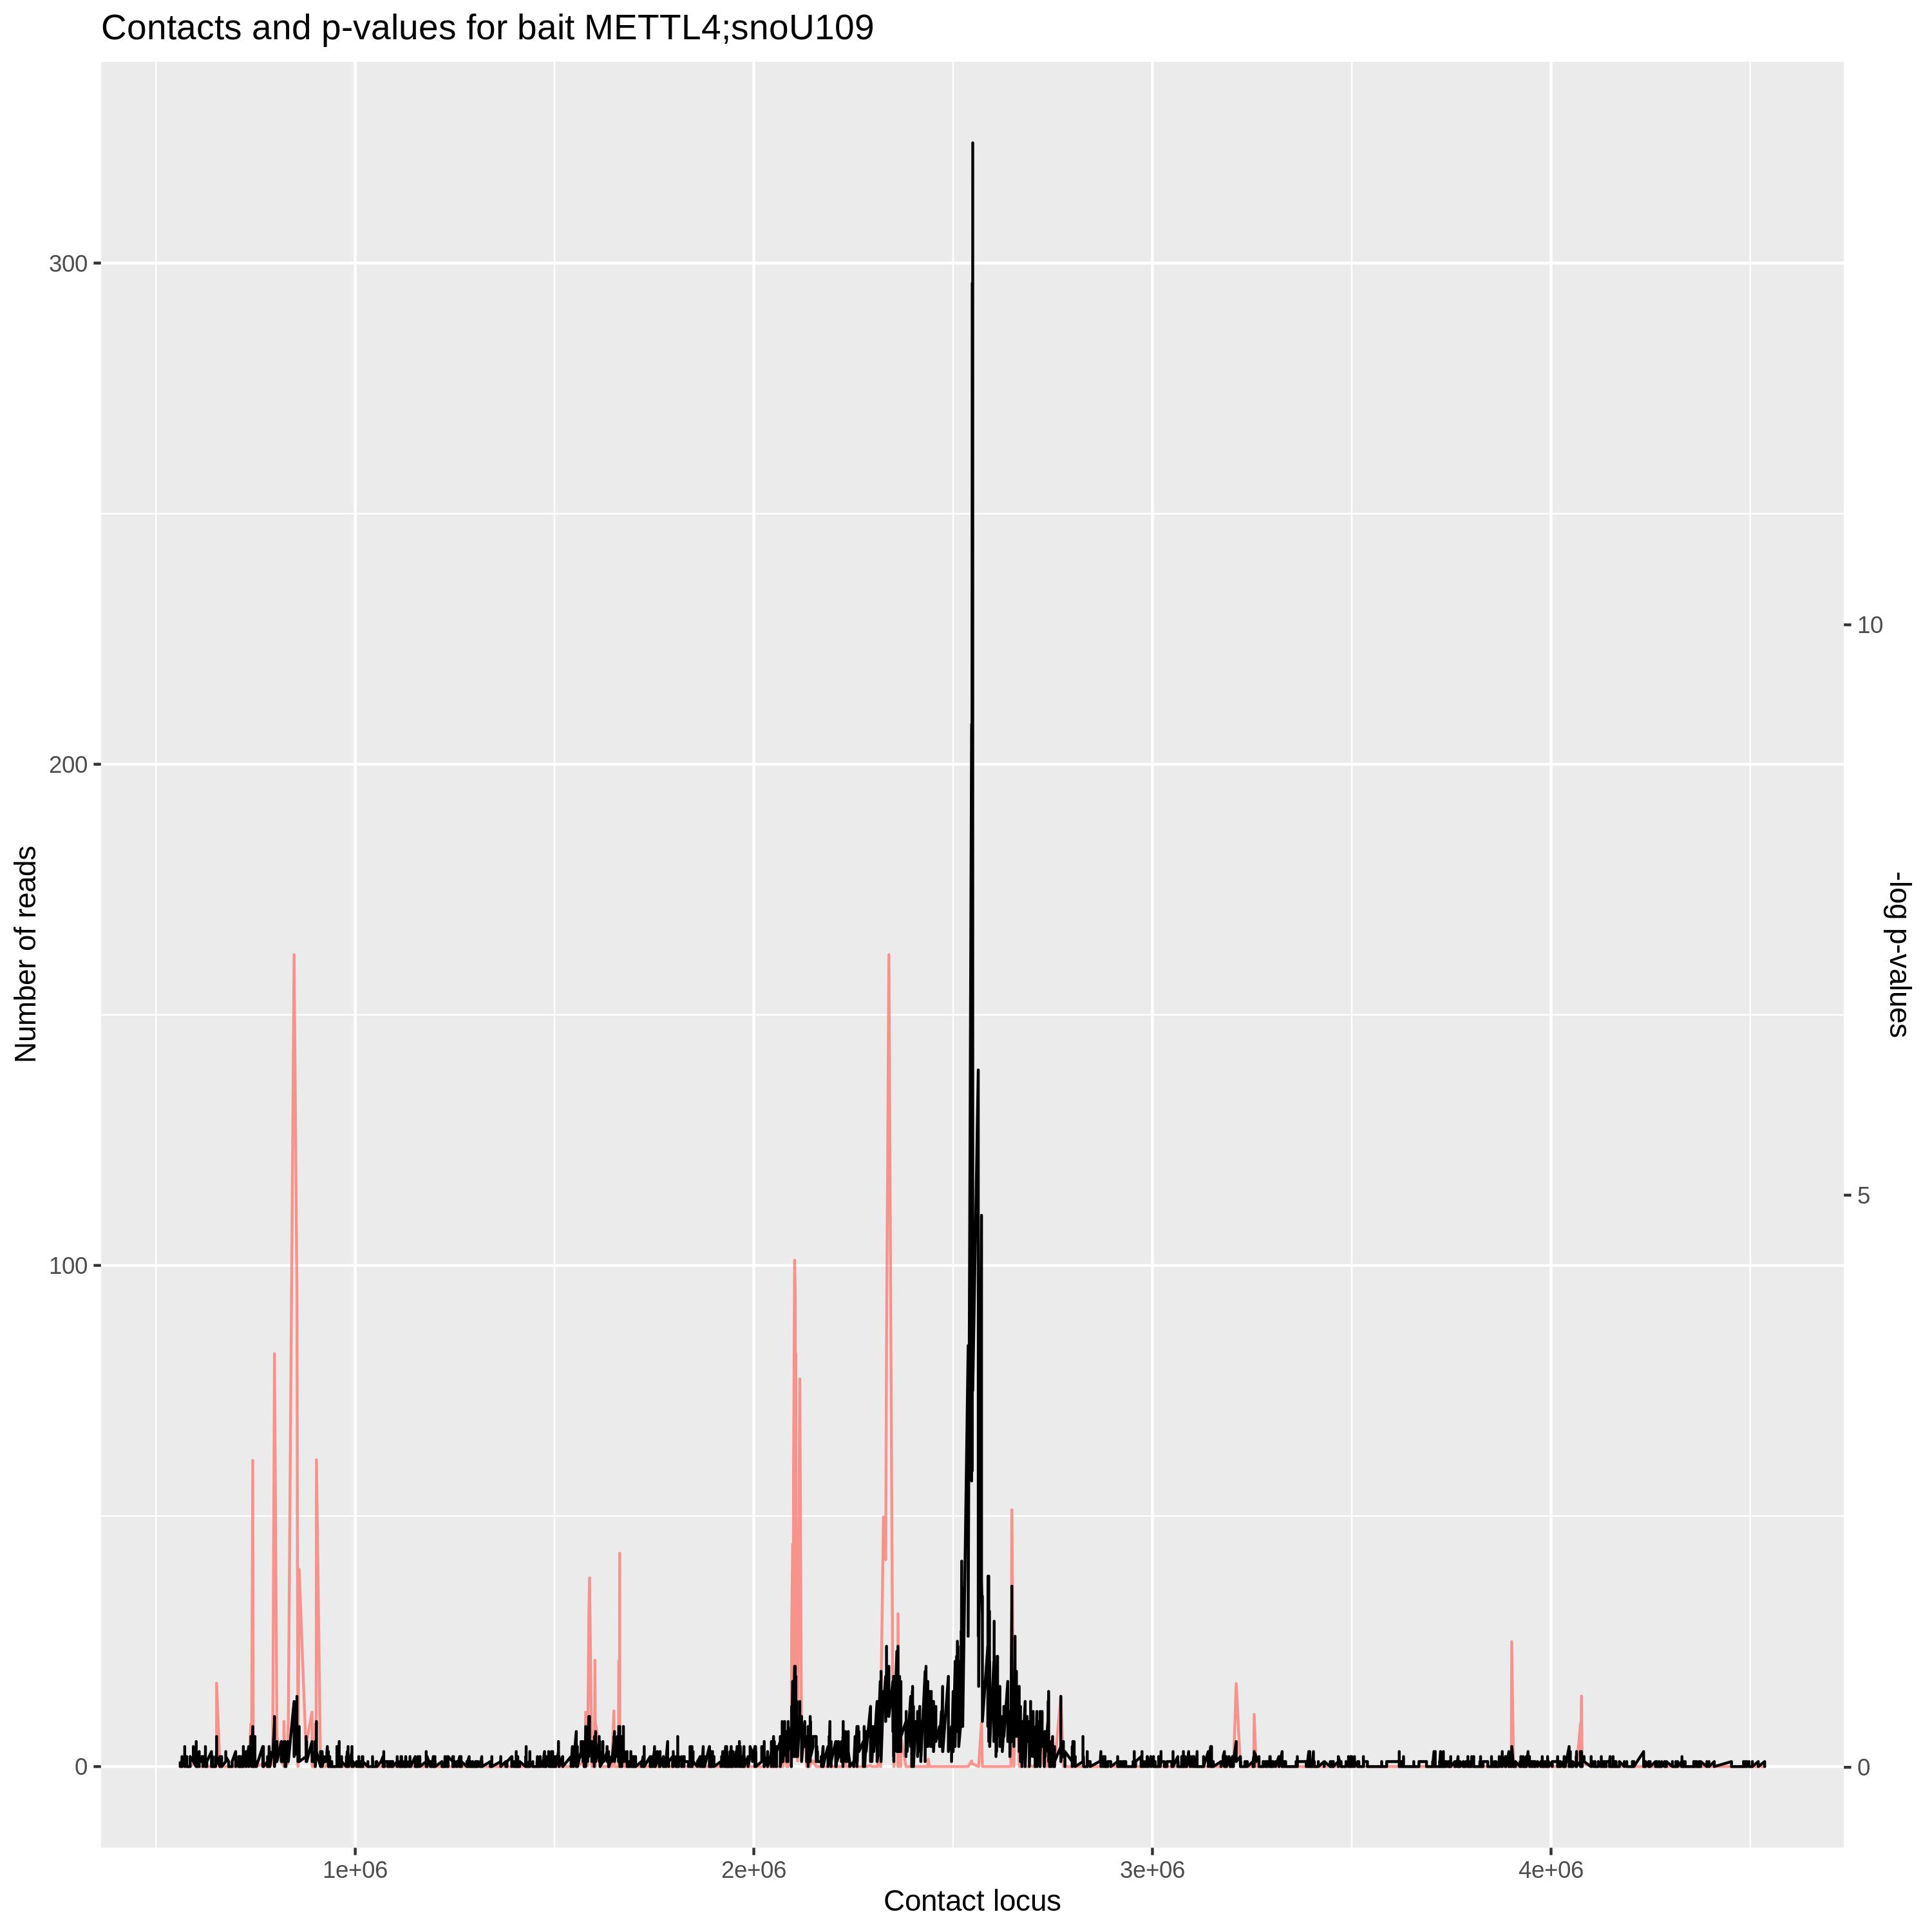 Contacts and p-values for bait METTL4;snoU109
300
200
100
0
Number of reads
10
5
0
-log p-values
1e+06
2e+06
3e+06
4e+06
Contact locus